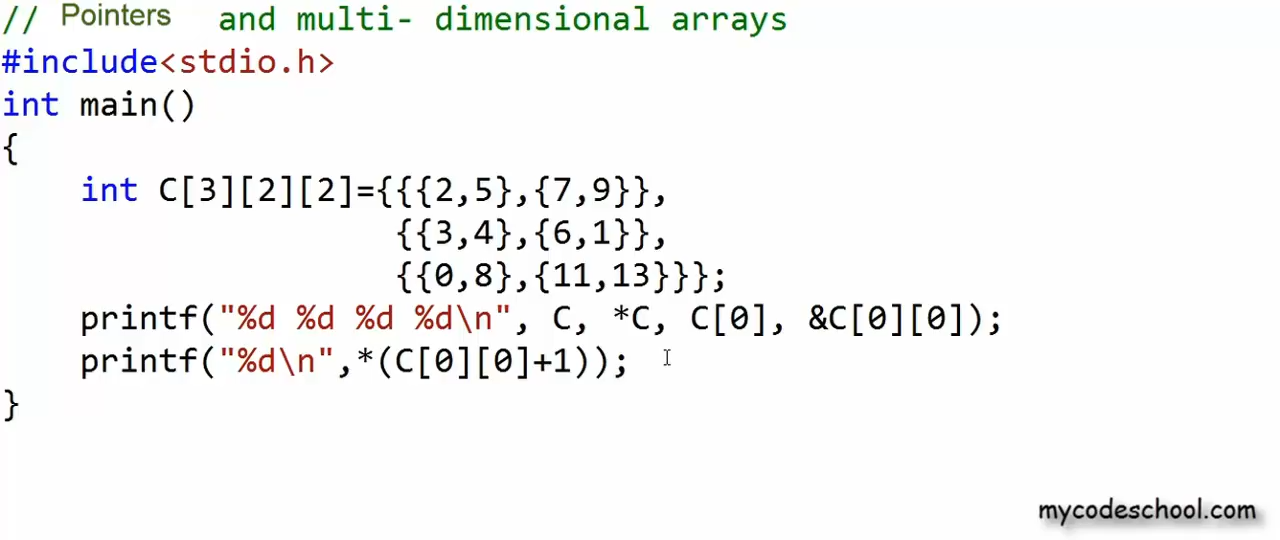 // Pointers and multi- dimensional arrays
#include<stdio.h>
int main()
{
    int C[3][2][2]={{{2,5},{7,9}},
                {{3,4},{6,1}},
                {{0,8},{11,13}}};
    printf("%d %d %d %d\n", C, *C, C[0], &C[0][0]);
    printf("%d\n",*(C[0][0]+1));
}
mycodeschool.com